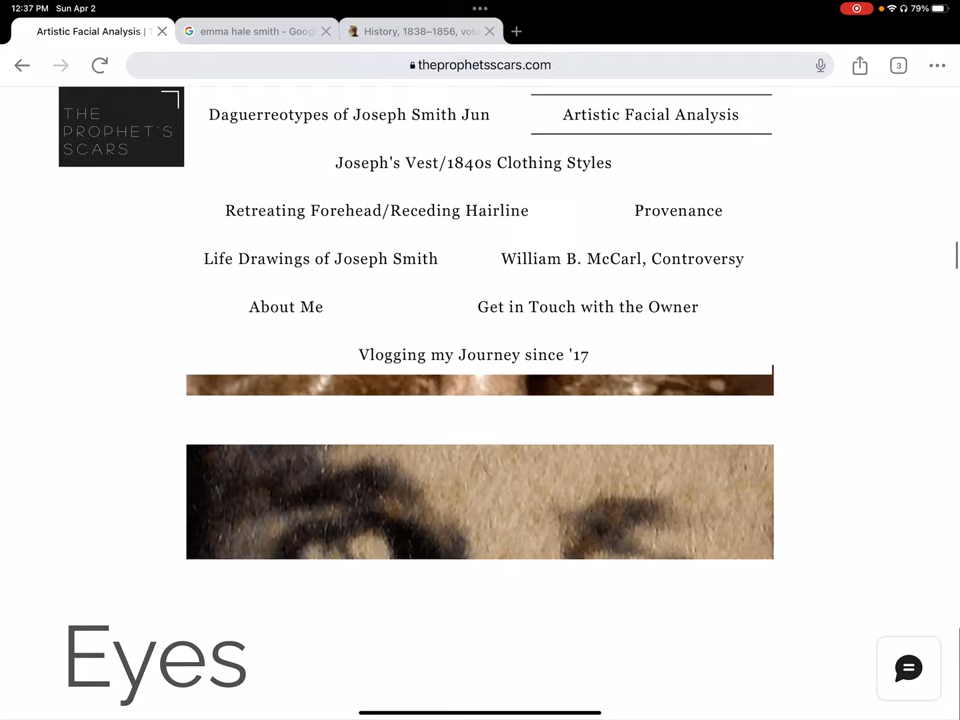 12:37 PM Sun Apr 2
79%
Artistic Facial Analysis |
emma hale smith - Goog
History, 1838–1856, vol
theprophetsscars.com
3
THE
PROPHET'S
SCARS
Daguerreotypes of Joseph Smith Jun
Artistic Facial Analysis
Joseph's Vest/1840s Clothing Styles
Retreating Forehead/Receding Hairline
Provenance
Life Drawings of Joseph Smith
William B. McCarl, Controversy
About Me
Get in Touch with the Owner
Vlogging my Journey since '17
Eyes